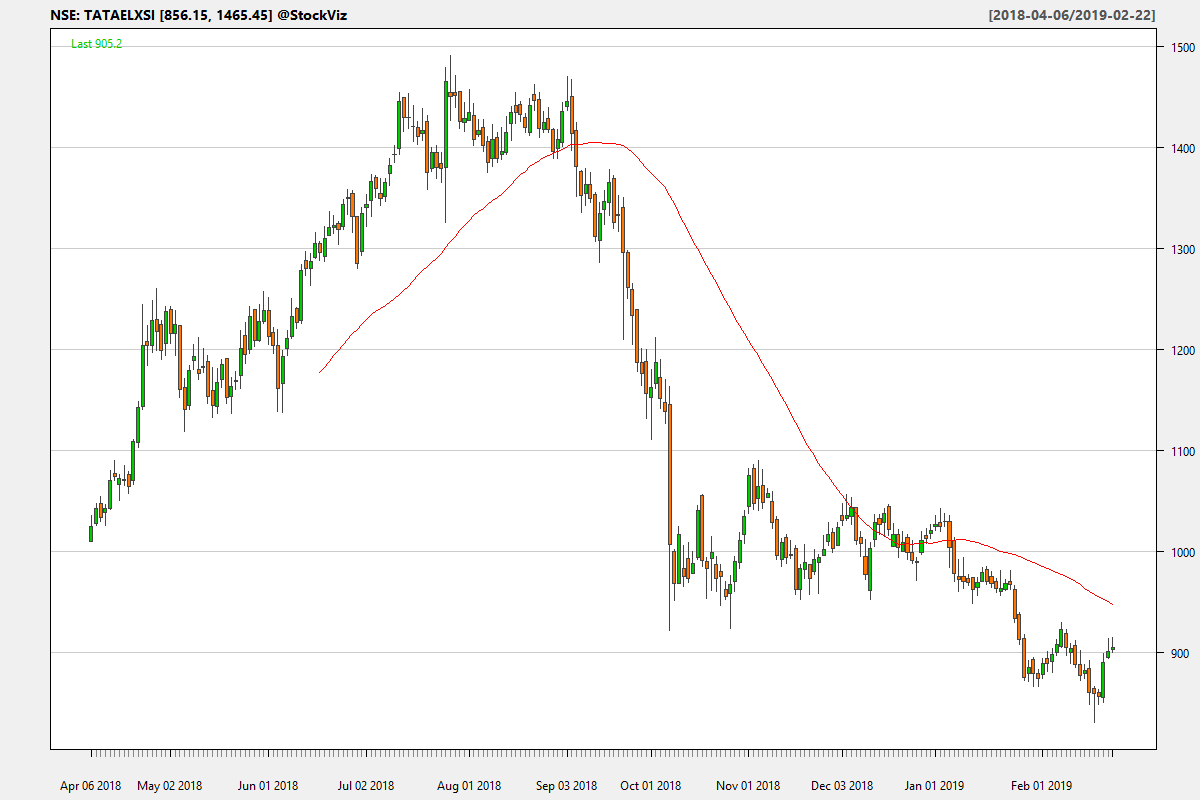 NSE: TATAELXSI [856.15, 1465.45] @StockViz [2018-04-06/2019-02-22]
Last 905.2
1500
1400
1300
1200
1100
1000
900
Apr 06 2018 May 02 2018 Jun 01 2018 Jul 02 2018 Aug 01 2018 Sep 03 2018 Oct 01 2018 Nov 01 2018 Dec 03 2018 Jan 01 2019 Feb 01 2019